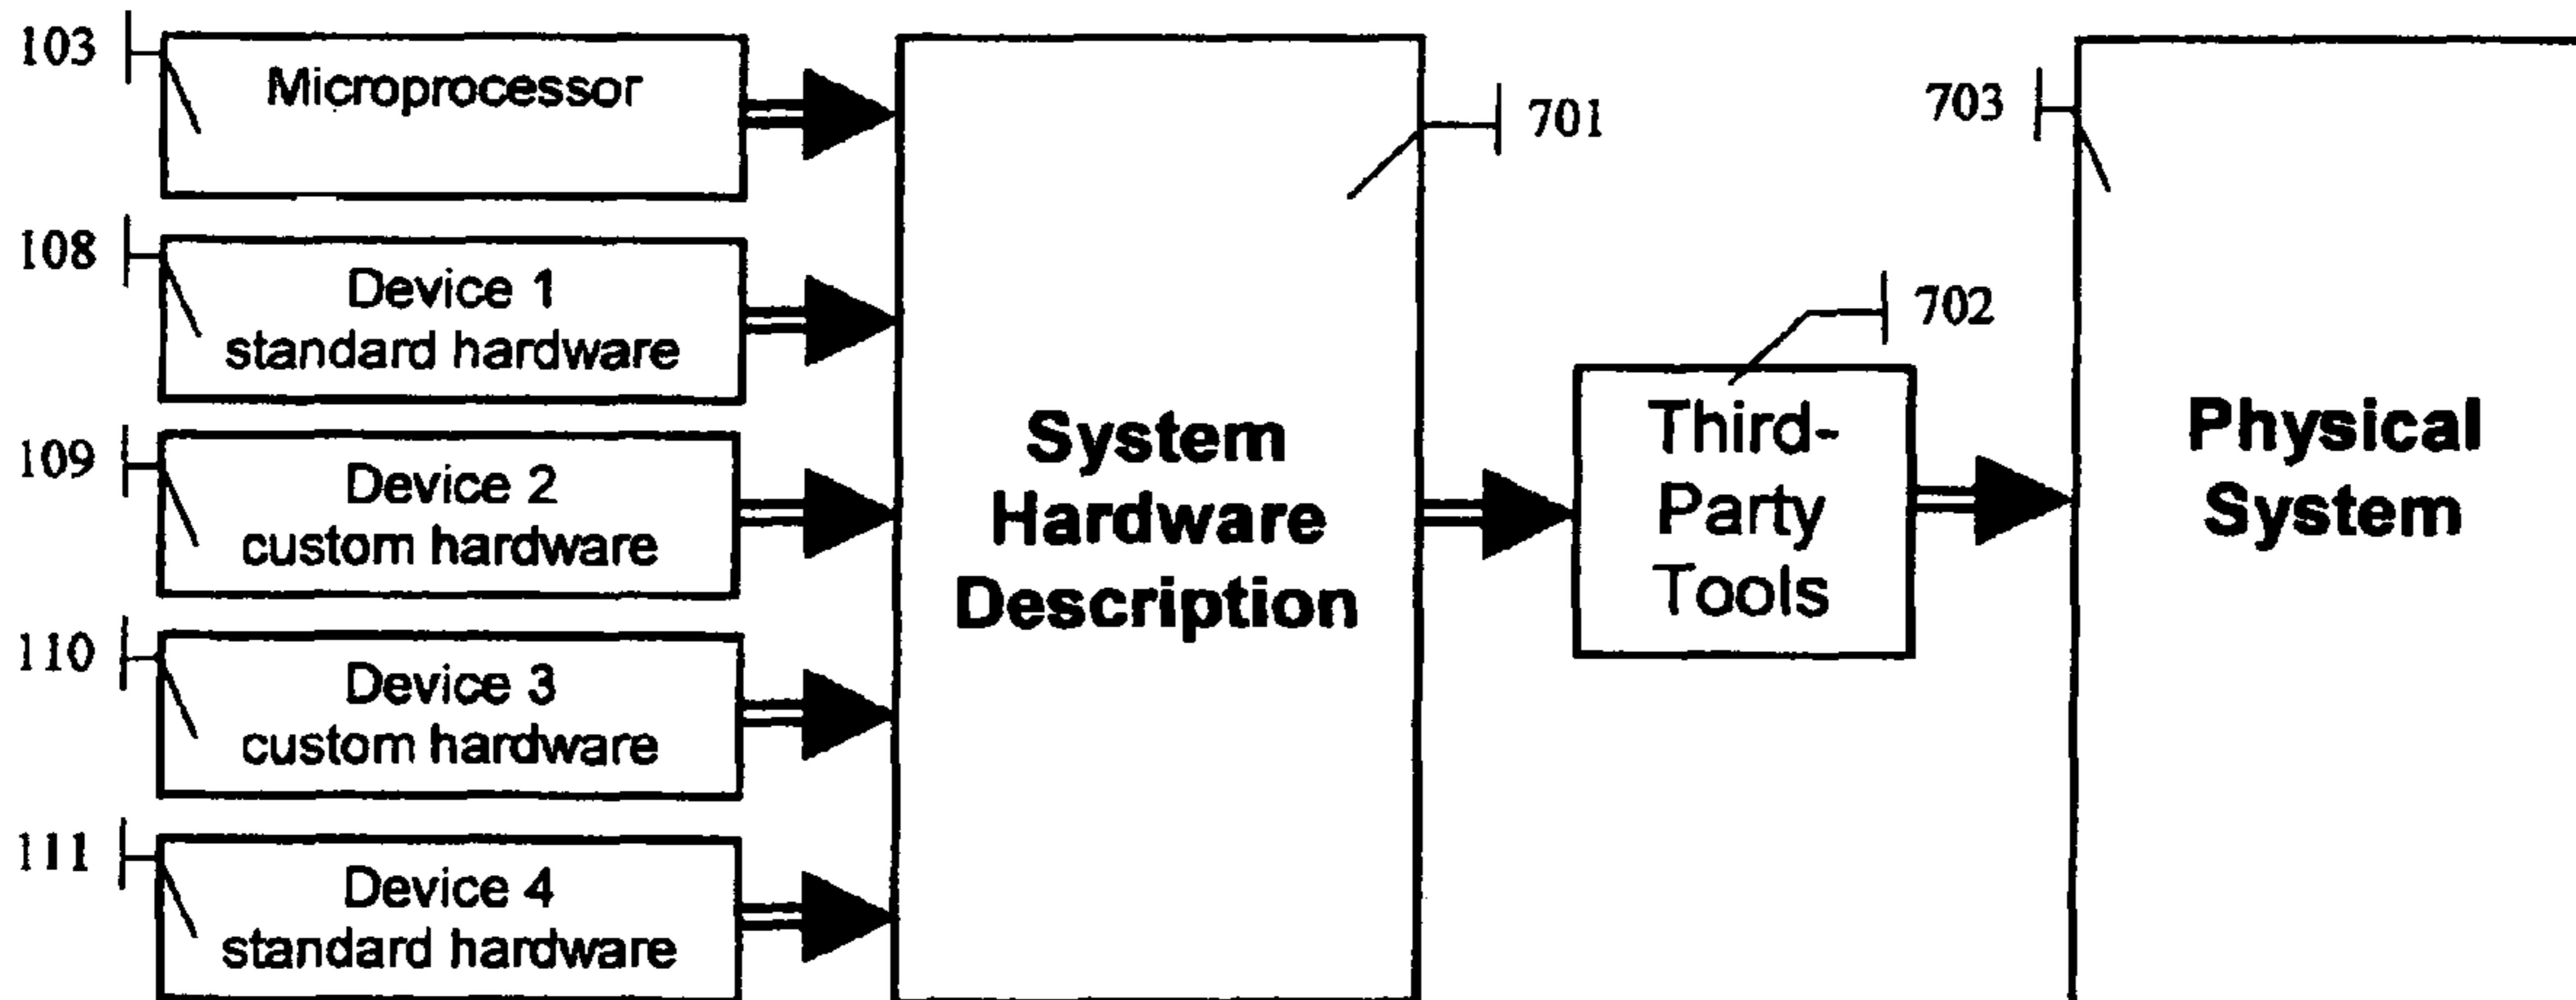 103
Microprocessor
108
Device 1
standard hardware
109
Device 2
custom hardware
110
Device 3
custom hardware
111
Device 4
standard hardware
701
System
Hardware
Description
702
Third-
Party
Tools
703
Physical
System